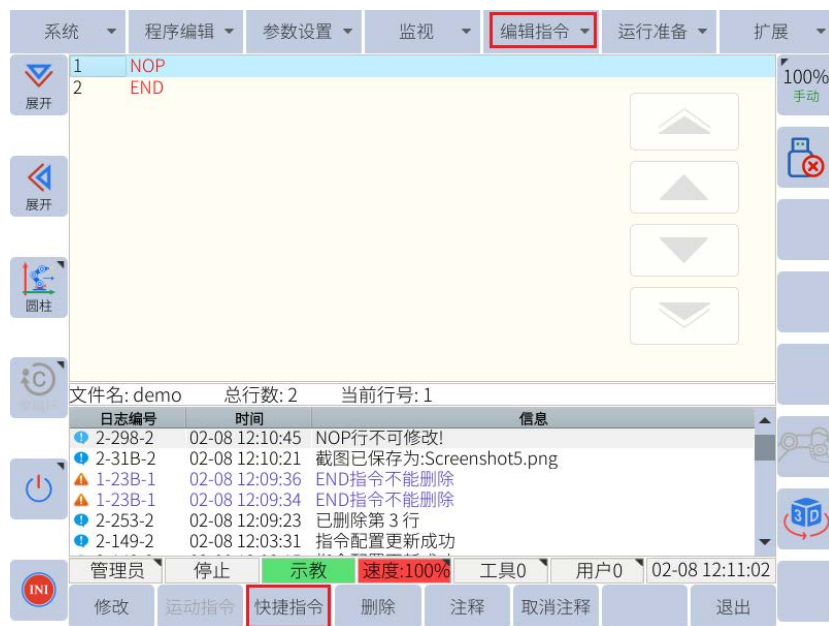 系统 程序编辑 参数设置 监视 编辑指令 运行准备 扩展
1 NOP
2 END
展开
展开
圆柱
100%
手动
文件名: demo 总行数: 2 当前行号: 1
日志编号 时间 信息
2-298-2 02-08 12:10:45 NOP行不可修改!
2-31B-2 02-08 12:10:21 截图已保存为:Screenshot5.png
1-23B-1 02-08 12:09:36 END指令不能删除
1-23B-1 02-08 12:09:34 END指令不能删除
2-253-2 02-08 12:09:23 已删除第 3 行
2-149-2 02-08 12:03:31 指令配置更新成功
3D
管理员 停止 示教 速度:100% 工具0 用户0 02-08 12:11:02
INI
修改 运动指令 快捷指令 删除 注释 取消注释 退出